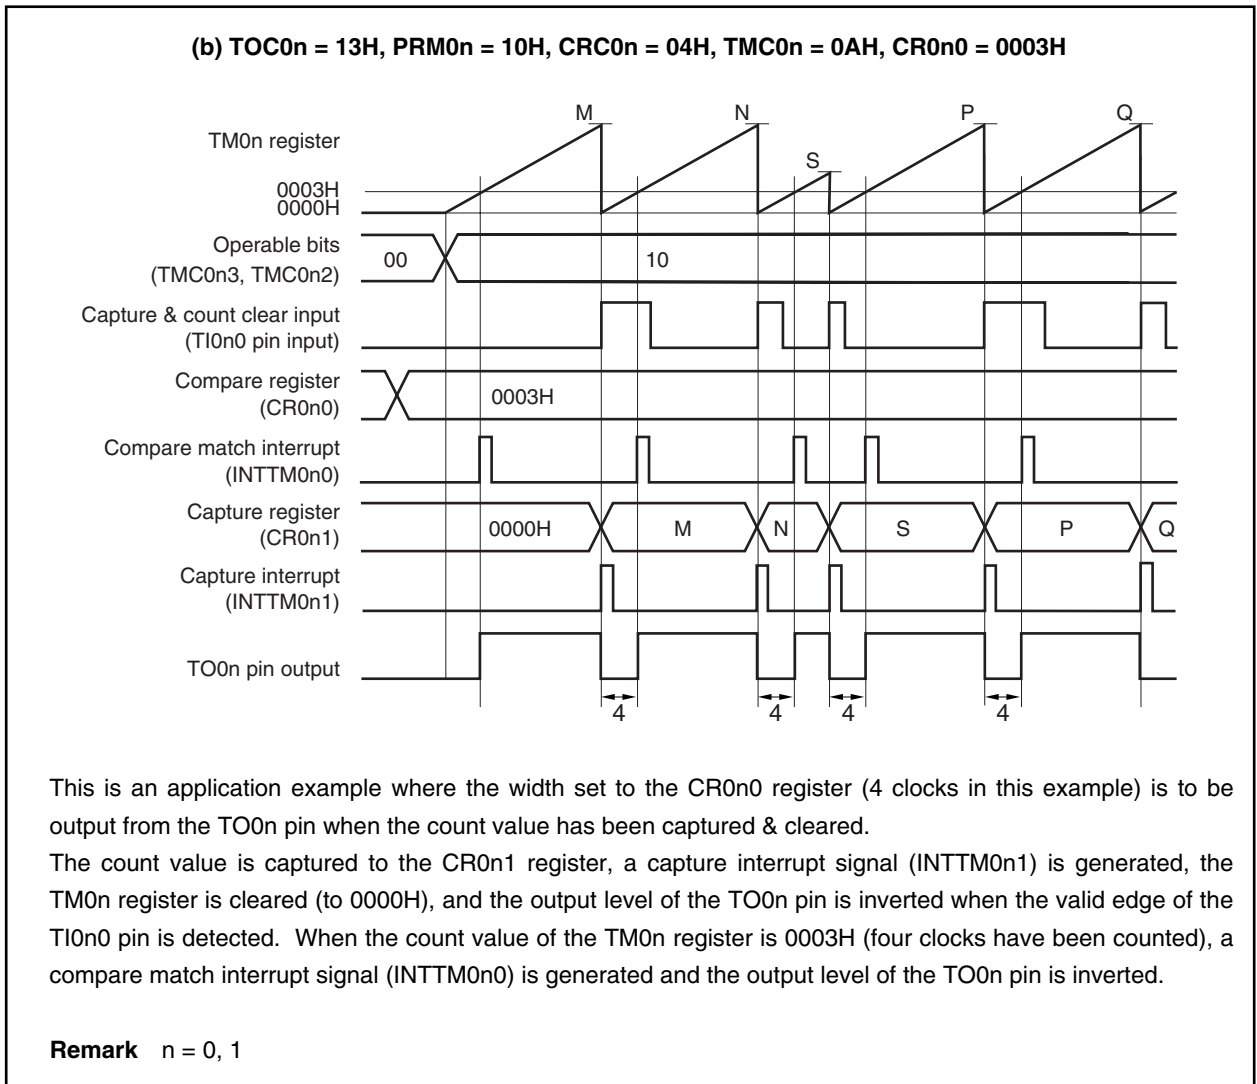 (b) TOC0n = 13H, PRM0n = 10H, CRC0n = 04H, TMC0n = 0AH, CR0n0 = 0003H
M N S P Q
TM0n register
0003H
0000H
Operable bits
(TMC0n3, TMC0n2)
00 10
Capture & count clear input
(TI0n0 pin input)
Compare register
(CR0n0)
0003H
Compare match interrupt
(INTTM0n0)
Capture register
(CR0n1)
0000H M N S P Q
Capture interrupt
(INTTM0n1)
TO0n pin output
4 4 4 4
This is an application example where the width set to the CR0n0 register (4 clocks in this example) is to be
output from the TO0n pin when the count value has been captured & cleared.
The count value is captured to the CR0n1 register, a capture interrupt signal (INTTM0n1) is generated, the
TM0n register is cleared (to 0000H), and the output level of the TO0n pin is inverted when the valid edge of the
TI0n0 pin is detected. When the count value of the TM0n register is 0003H (four clocks have been counted), a
compare match interrupt signal (INTTM0n0) is generated and the output level of the TO0n pin is inverted.
Remark n = 0, 1